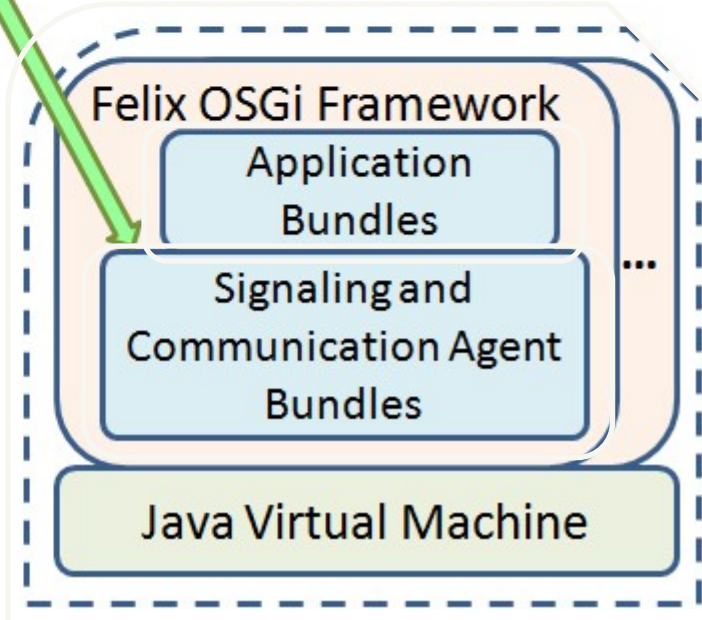 Felix OSGi Framework
Application
Bundles
...
Signaling and
Communication Agent
Bundles
Java Virtual Machine